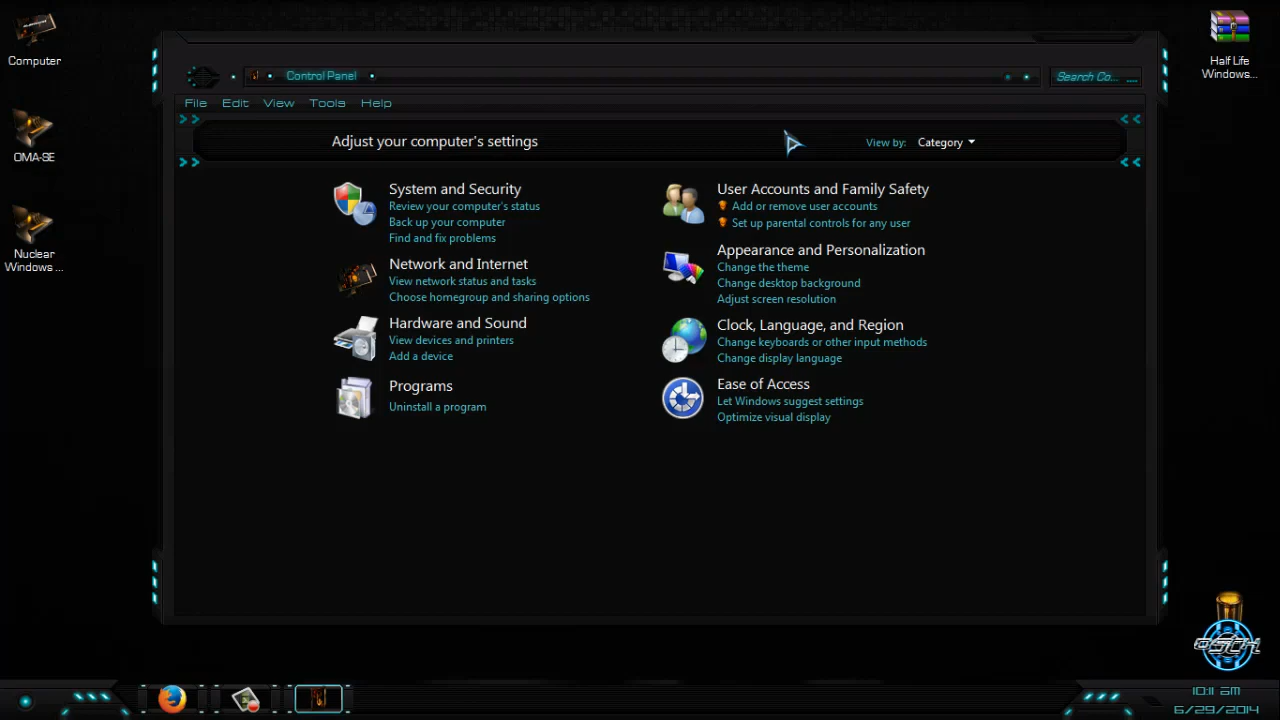 Computer
OMA-SE
Nuclear
Windows ...
Half Life
Windows...
Control Panel
Search Co...
File Edit View Tools Help
Adjust your computer's settings
View by: Category
System and Security
Review your computer's status
Back up your computer
Find and fix problems
Network and Internet
View network status and tasks
Choose homegroup and sharing options
Hardware and Sound
View devices and printers
Add a device
Programs
Uninstall a program
User Accounts and Family Safety
Add or remove user accounts
Set up parental controls for any user
Appearance and Personalization
Change the theme
Change desktop background
Adjust screen resolution
Clock, Language, and Region
Change keyboards or other input methods
Change display language
Ease of Access
Let Windows suggest settings
Optimize visual display
10:11 AM
6/29/2014